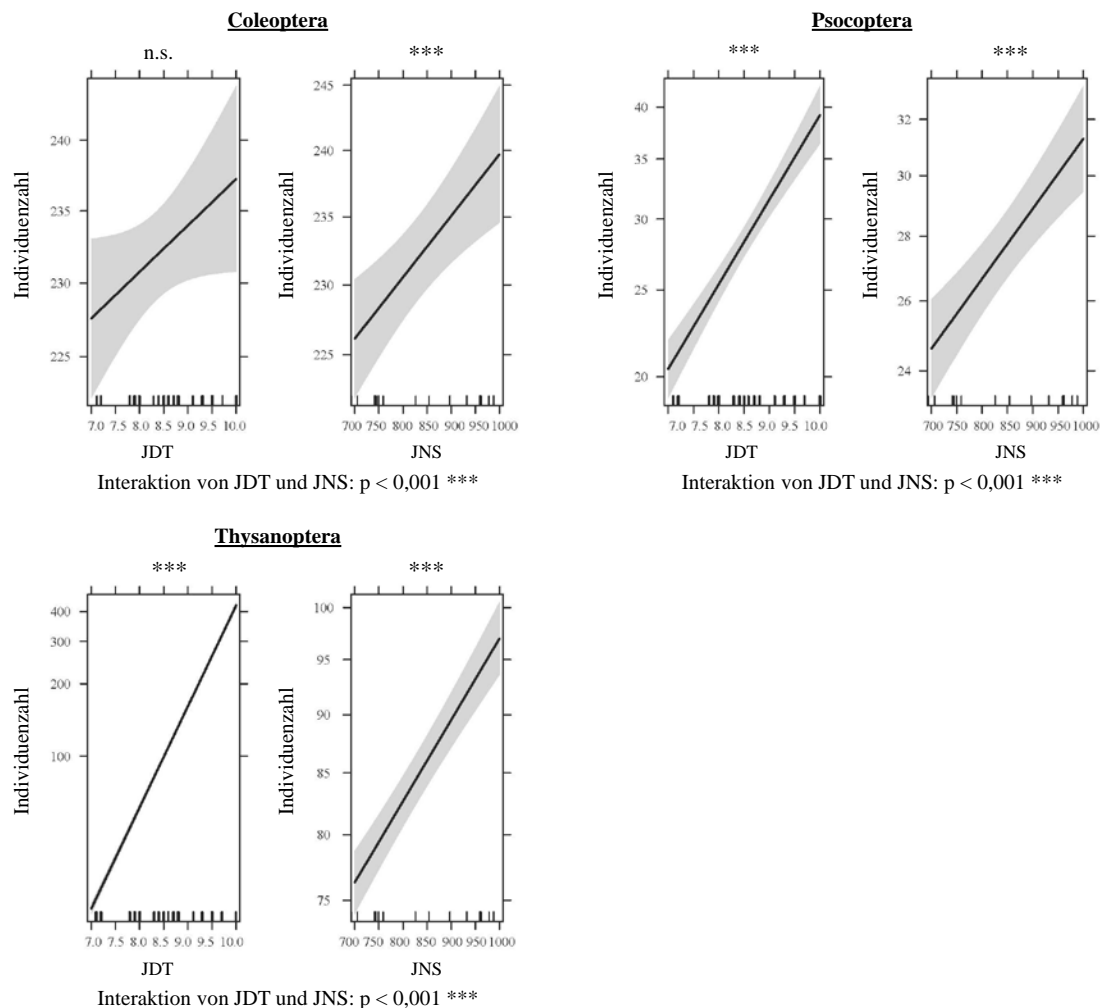 Coleoptera
n.s.
***
Individuenzahl
240
235
230
225
7.0 7.5 8.0 8.5 9.0 9.5 10.0
JDT
Individuenzahl
245
240
235
230
225
700 750 800 850 900 950 1000
JNS
Interaktion von JDT und JNS: p < 0,001 ***
Psocoptera
***
***
Individuenzahl
40
35
30
25
20
7.0 7.5 8.0 8.5 9.0 9.5 10.0
JDT
Individuenzahl
32
30
28
26
24
700 750 800 850 900 950 1000
JNS
Interaktion von JDT und JNS: p < 0,001 ***
Thysanoptera
***
***
Individuenzahl
400
300
200
100
7.0 7.5 8.0 8.5 9.0 9.5 10.0
JDT
Individuenzahl
100
95
90
85
80
75
700 750 800 850 900 950 1000
JNS
Interaktion von JDT und JNS: p < 0,001 ***